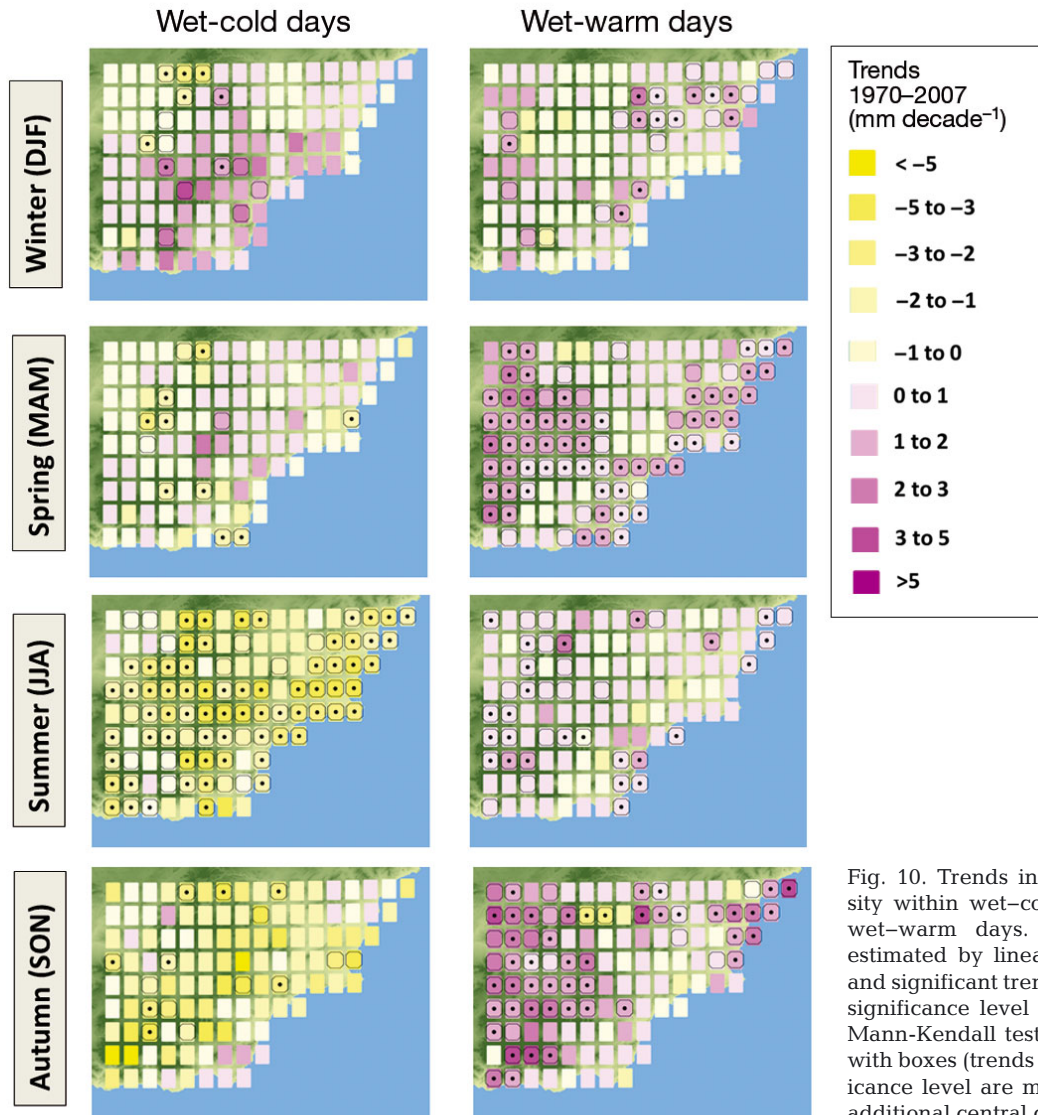 Wet-cold days
Wet-warm days
Winter (DJF)
Spring (MAM)
Summer (JJA)
Autumn (SON)
Trends
1970–2007
(mm decade⁻¹)
< –5
–5 to –3
–3 to –2
–2 to –1
–1 to 0
0 to 1
1 to 2
2 to 3
3 to 5
>5
Fig. 10. Trends in
sity within wet–co
wet–warm days.
estimated by linea
and significant tren
significance level
Mann-Kendall test
with boxes (trends
icance level are m
additional central